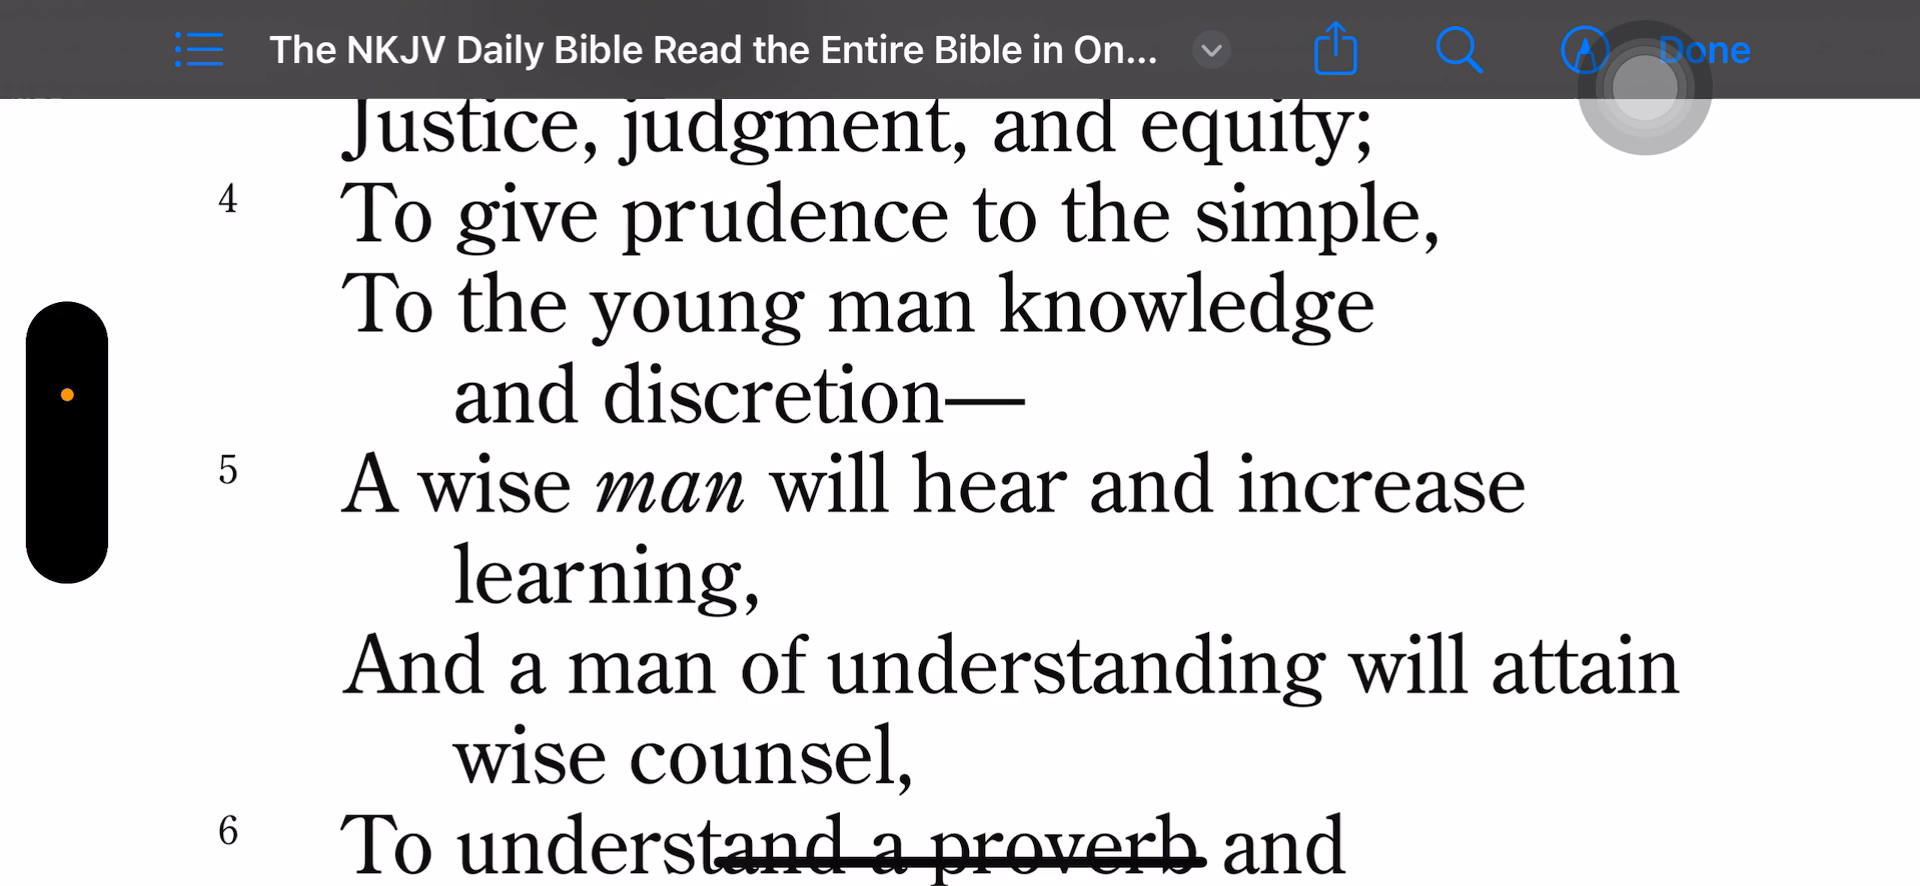 The NKJV Daily Bible Read the Entire Bible in On...
Done
Justice, judgment, and equity;
4 To give prudence to the simple,
To the young man knowledge
and discretion—
5 A wise man will hear and increase
learning,
And a man of understanding will attain
wise counsel,
6 To understand a proverb and